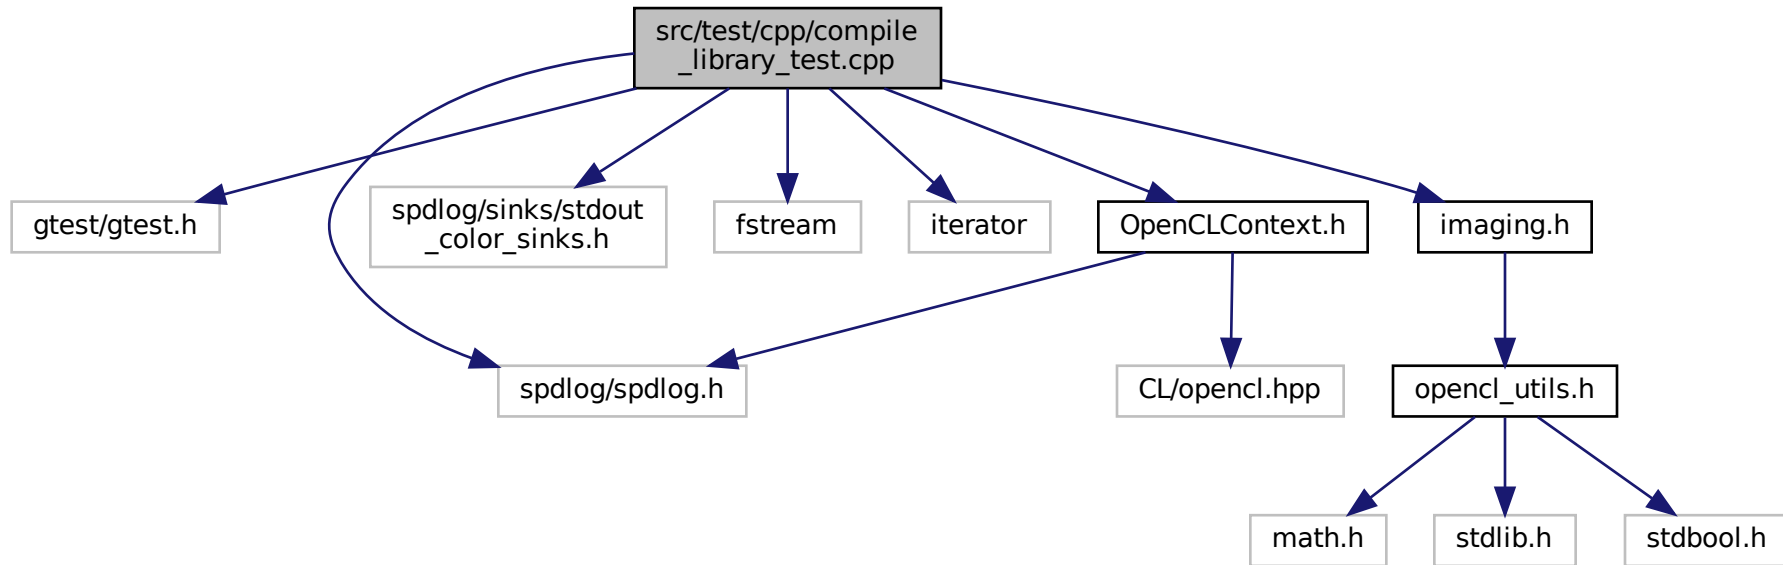 src/test/cpp/compile
_library_test.cpp
gtest/gtest.h
spdlog/sinks/stdout
_color_sinks.h
fstream
iterator
OpenCLContext.h
imaging.h
spdlog/spdlog.h
CL/opencl.hpp
opencl_utils.h
math.h
stdlib.h
stdbool.h